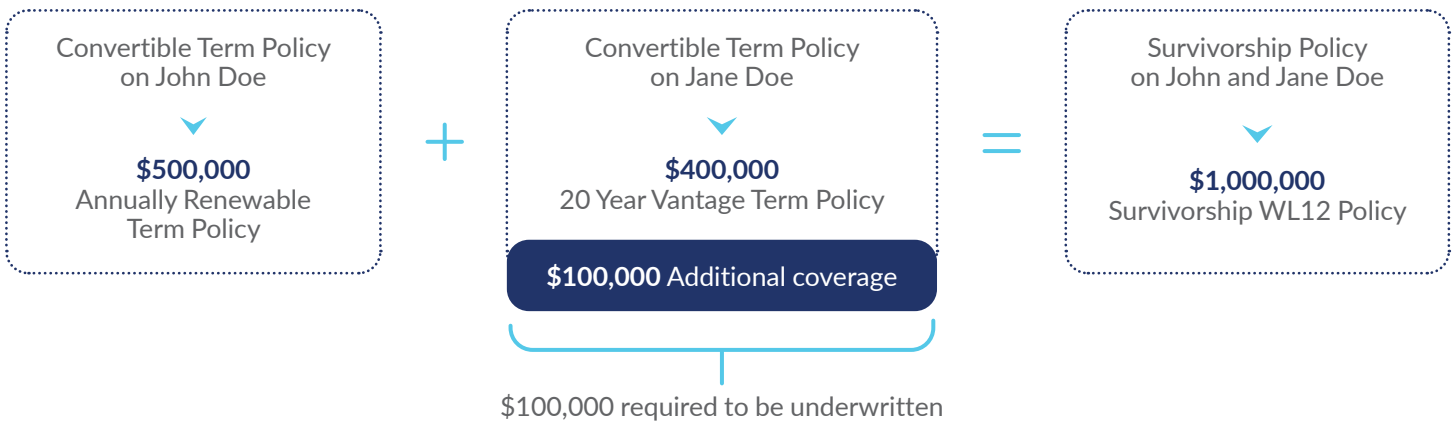 Convertible Term Policy
on John Doe
$500,000
Annually Renewable
Term Policy
+
Convertible Term Policy
on Jane Doe
$400,000
20 Year Vantage Term Policy
$100,000 Additional coverage
$100,000 required to be underwritten
=
Survivorship Policy
on John and Jane Doe
$1,000,000
Survivorship WL12 Policy